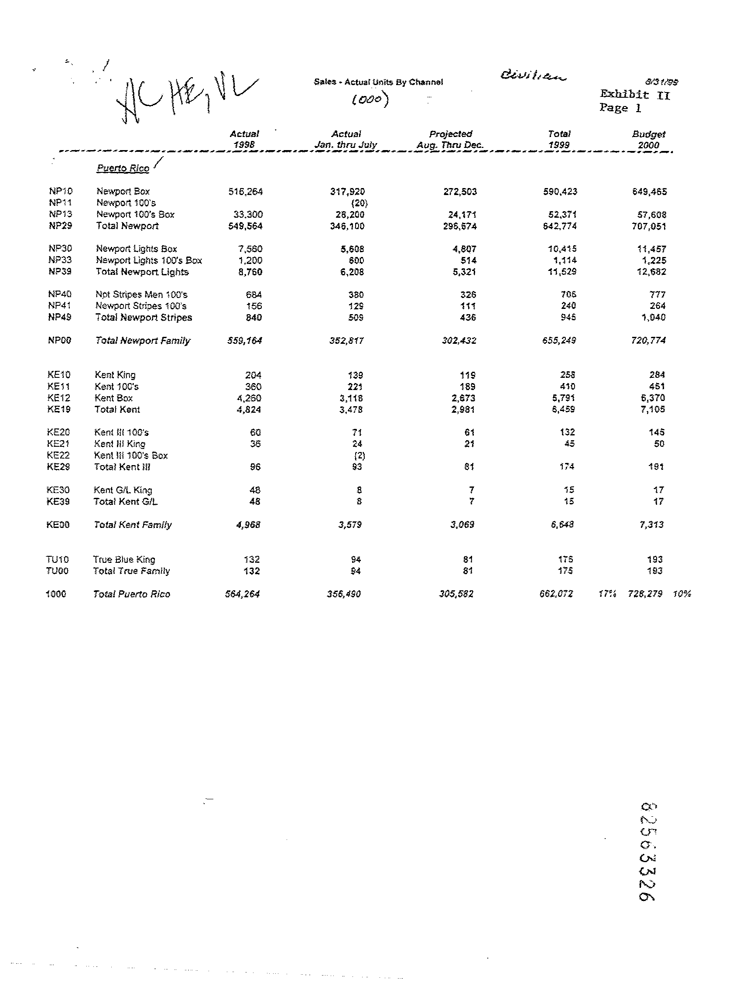 Civilian
8/31/99
Sales - Actual Units By Channel
(000)
Exhibit II
Page 1
Actual 1998 Actual Jan. thru July Projected Aug. Thru Dec. Total 1999 Budget 2000
Puerto Rico
NP10 Newport Box 516,264 317,920 272,503 590,423 649,465
NP11 Newport 100's (20)
NP13 Newport 100's Box 33,300 28,200 24,171 52,371 57,608
NP29 Total Newport 549,564 346,100 296,674 642,774 707,051
NP30 Newport Lights Box 7,560 5,608 4,807 10,415 11,457
NP33 Newport Lights 100's Box 1,200 600 514 1,114 1,225
NP39 Total Newport Lights 8,760 6,208 5,321 11,529 12,682
NP40 Npt Stripes Men 100's 684 380 326 706 777
NP41 Newport Stripes 100's 156 129 111 240 264
NP49 Total Newport Stripes 840 509 436 945 1,040
NP00 Total Newport Family 559,164 352,817 302,432 655,249 720,774
KE10 Kent King 204 139 119 258 284
KE11 Kent 100's 360 221 189 410 451
KE12 Kent Box 4,260 3,118 2,673 5,791 6,370
KE19 Total Kent 4,824 3,478 2,981 6,459 7,105
KE20 Kent III 100's 60 71 61 132 145
KE21 Kent III King 36 24 21 45 50
KE22 Kent III 100's Box (2)
KE29 Total Kent III 96 93 81 174 191
KE30 Kent G/L King 48 8 7 15 17
KE39 Total Kent G/L 48 8 7 15 17
KE00 Total Kent Family 4,968 3,579 3,069 6,648 7,313
TU10 True Blue King 132 94 81 175 193
TU00 Total True Family 132 94 81 175 193
1000 Total Puerto Rico 564,264 356,490 305,582 662,072 17% 728,279 10%
82563326